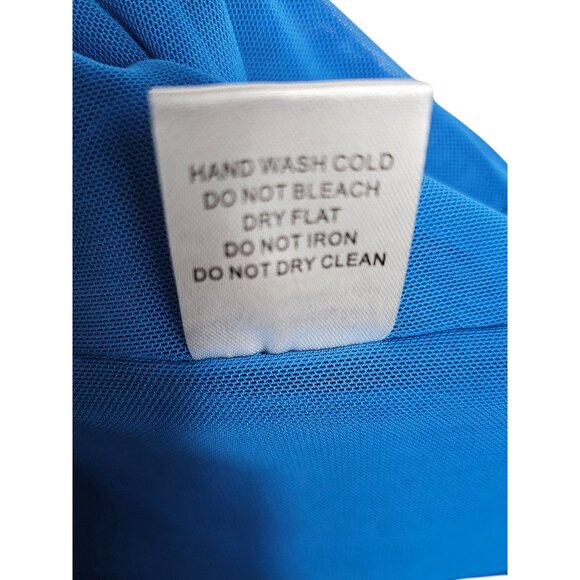 HAND WASH COLD
DO NOT BLEACH
DRY FLAT
DO NOT IRON
DO NOT DRY CLEAN